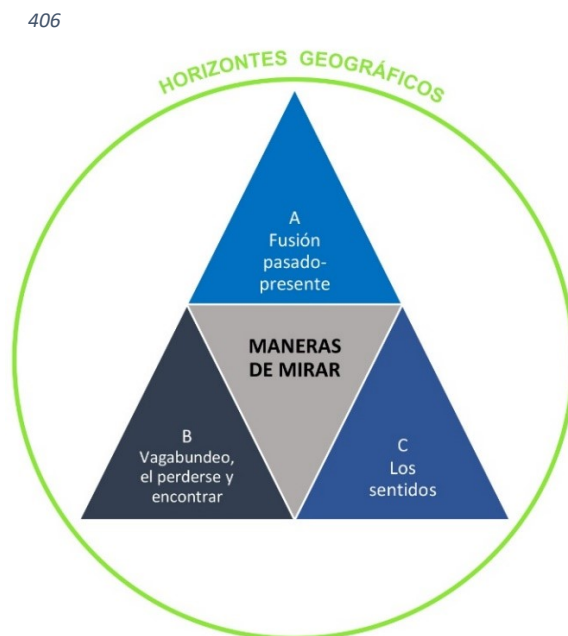 406
HORIZONTES GEOGRÁFICOS
A
Fusión
pasado-
presente
MANERAS
DE MIRAR
B
Vagabundeo,
el perderse y
encontrar
C
Los
sentidos